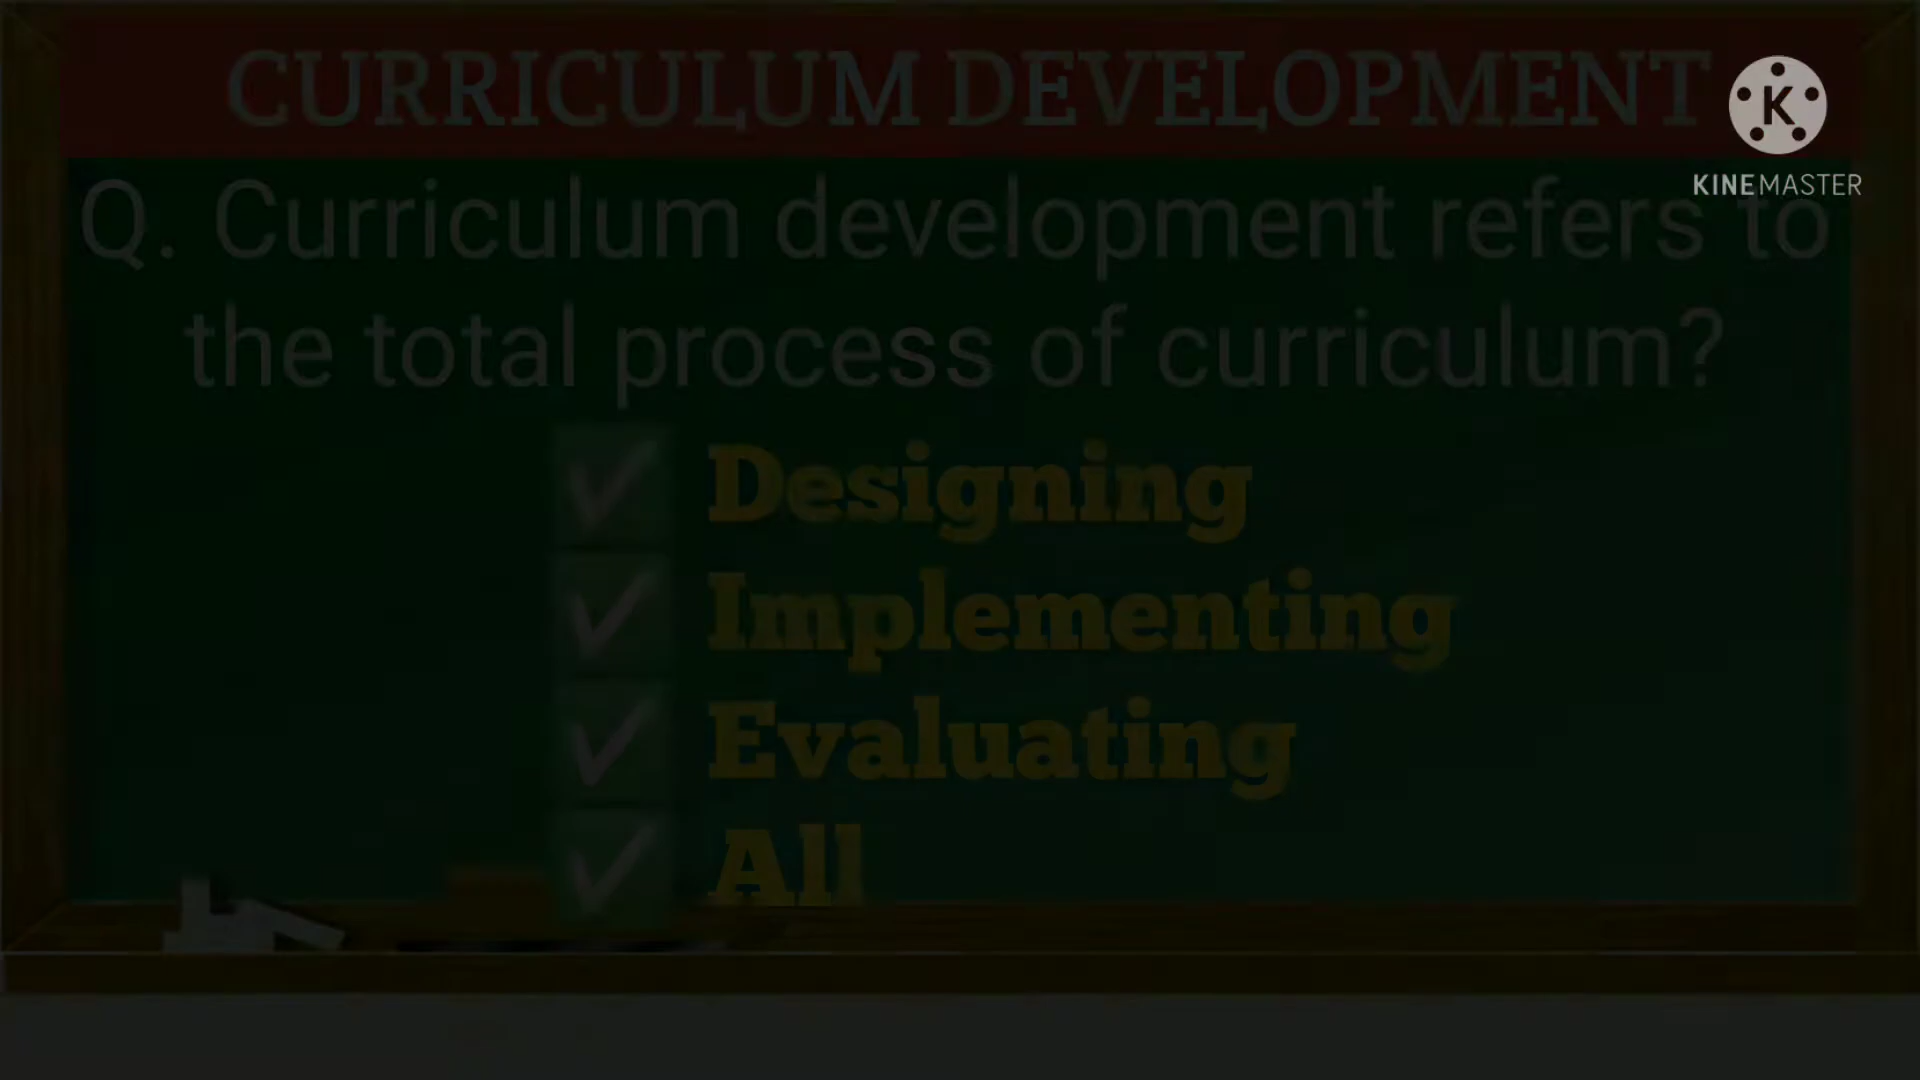 CURRICULUM DEVELOPMENT
K
KINEMASTER
Q. Curriculum development refers to
the total process of curriculum?
Designing
Implementing
Evaluating
All